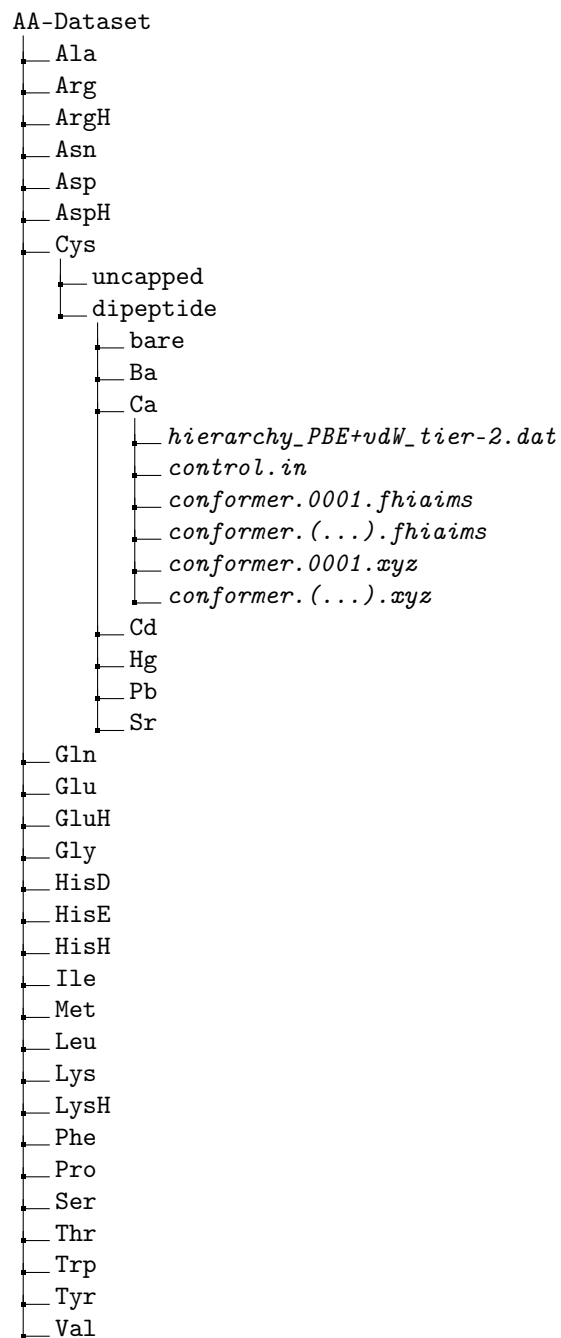 AA-Dataset
Ala
Arg
ArgH
Asn
Asp
AspH
Cys
uncapped
dipeptide
bare
Ba
Ca
hierarchy_PBE+vdW_tier-2.dat
control.in
conformer.0001.fhiaims
conformer.(...).fhiaims
conformer.0001.xyz
conformer.(...).xyz
Cd
Hg
Pb
Sr
Gln
Glu
GluH
Gly
HisD
HisE
HisH
Ile
Met
Leu
Lys
LysH
Phe
Pro
Ser
Thr
Trp
Tyr
Val